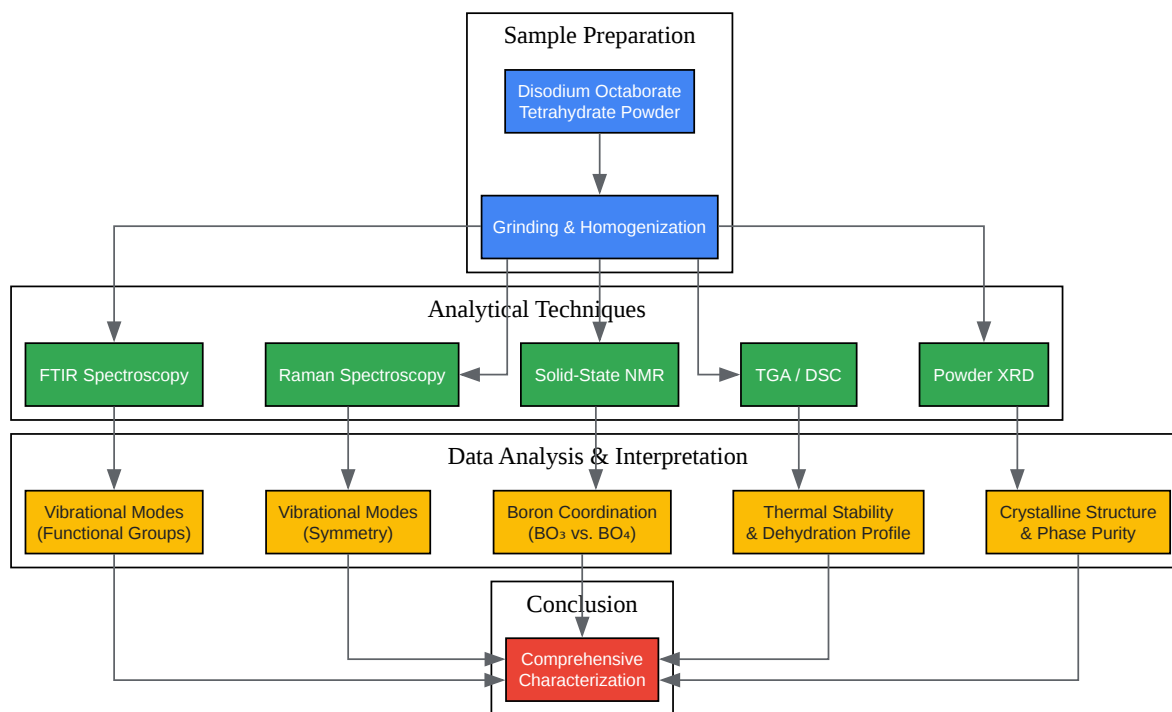 Sample Preparation
Disodium Octaborate
Tetrahydrate Powder
Grinding & Homogenization
Analytical Techniques
FTIR Spectroscopy
Raman Spectroscopy
Solid-State NMR
TGA / DSC
Powder XRD
Data Analysis & Interpretation
Vibrational Modes
(Functional Groups)
Vibrational Modes
(Symmetry)
Boron Coordination
(BO₃ vs. BO₄)
Thermal Stability
& Dehydration Profile
Crystalline Structure
& Phase Purity
Conclusion
Comprehensive
Characterization